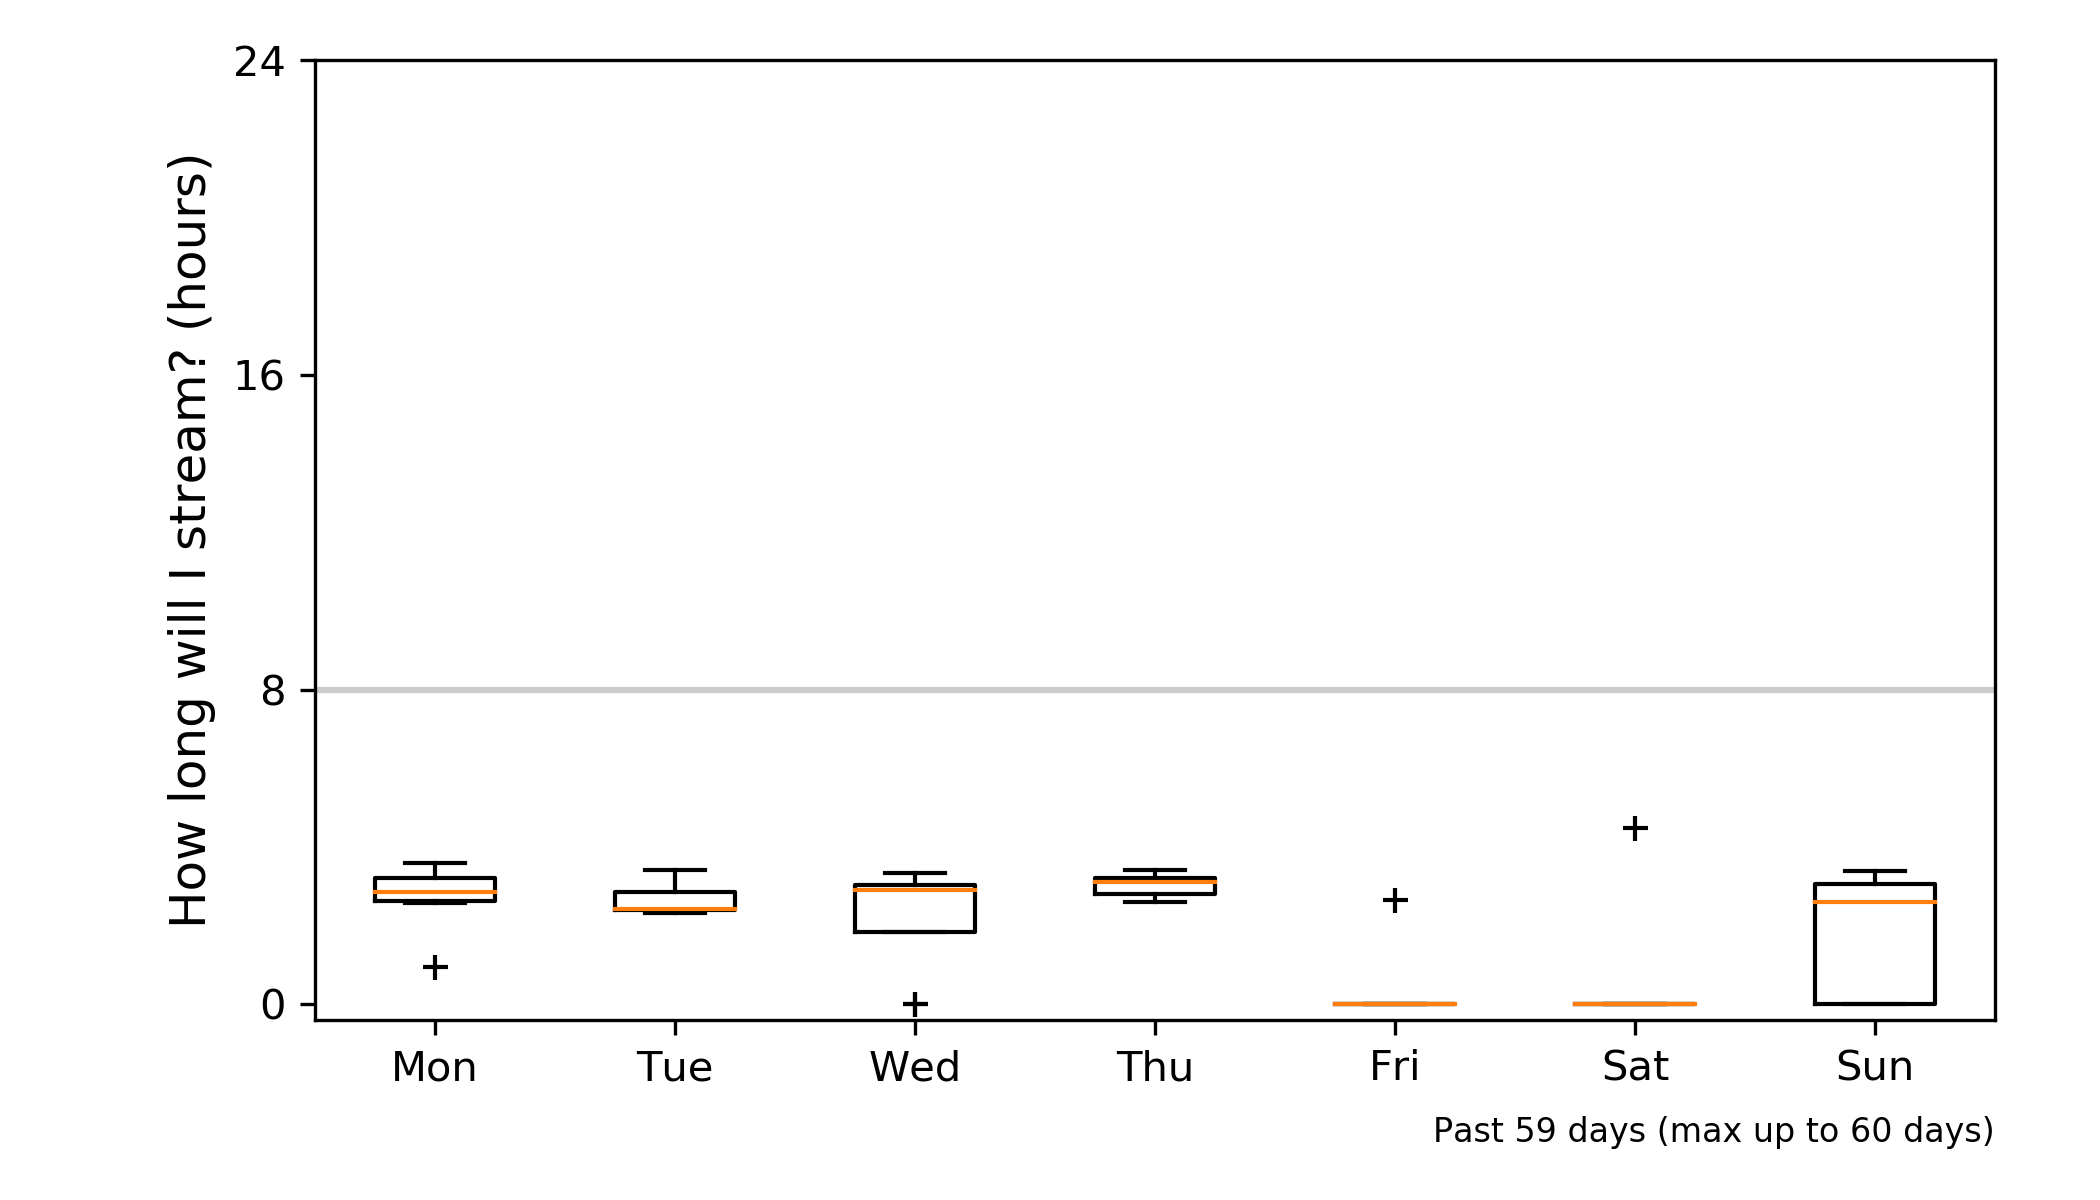 How long will I stream? (hours)
24
16
8
0
Mon Tue Wed Thu Fri Sat Sun
Past 59 days (max up to 60 days)